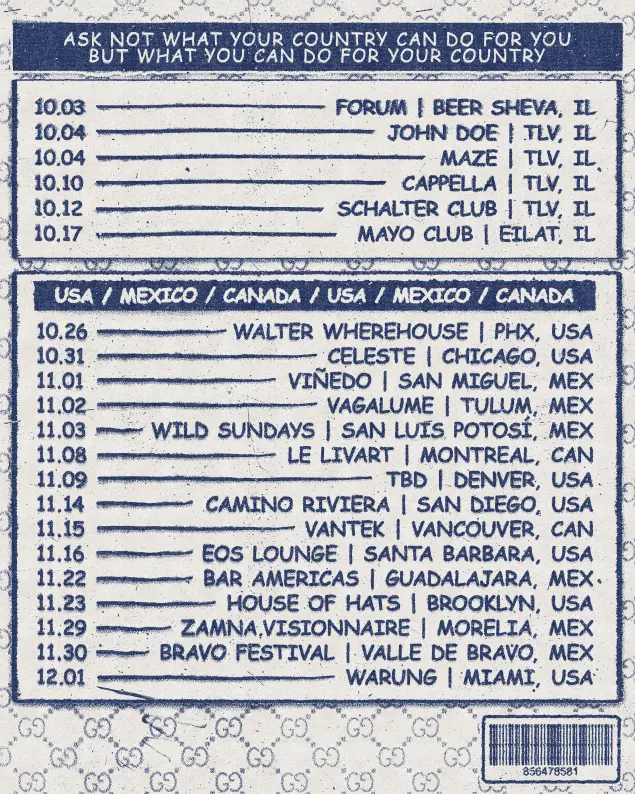 ASK NOT WHAT YOUR COUNTRY CAN DO FOR YOU
BUT WHAT YOU CAN DO FOR YOUR COUNTRY
10.03 FORUM | BEER SHEVA, IL
10.04 JOHN DOE | TLV, IL
10.04 MAZE | TLV, IL
10.10 CAPPELLA | TLV, IL
10.12 SCHALTER CLUB | TLV, IL
10.17 MAYO CLUB | EILAT, IL
USA / MEXICO / CANADA / USA / MEXICO / CANADA
10.26 WALTER WHEREHOUSE | PHX, USA
10.31 CELESTE | CHICAGO, USA
11.01 VIÑEDO | SAN MIGUEL, MEX
11.02 VAGALUME | TULUM, MEX
11.03 WILD SUNDAYS | SAN LUIS POTOSÍ, MEX
11.08 LE LIVART | MONTREAL, CAN
11.09 TBD | DENVER, USA
11.14 CAMINO RIVIERA | SAN DIEGO, USA
11.15 VANTEK | VANCOUVER, CAN
11.16 EOS LOUNGE | SANTA BARBARA, USA
11.22 BAR AMERICAS | GUADALAJARA, MEX
11.23 HOUSE OF HATS | BROOKLYN, USA
11.29 ZAMNA,VISIONNAIRE | MORELIA, MEX
11.30 BRAVO FESTIVAL | VALLE DE BRAVO, MEX
12.01 WARUNG | MIAMI, USA
856478581